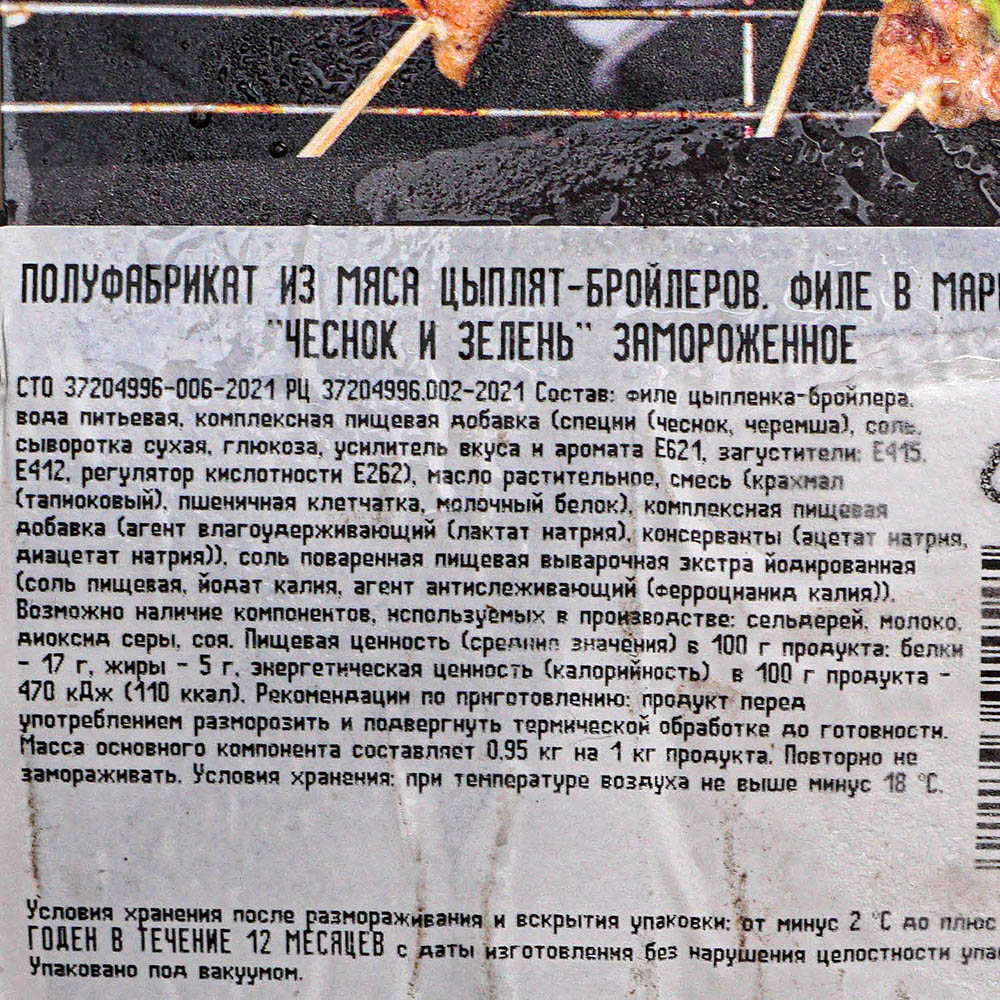 ПОЛУФАБРИКАТ ИЗ МЯСА ЦЫПЛЯТ-БРОЙЛЕРОВ. ФИЛЕ В МАР
"ЧЕСНОК И ЗЕЛЕНЬ" ЗАМОРОЖЕННОЕ
СТО 37204996-006-2021 РЦ 37204996.002-2021 Состав: филе цыпленка-бройлера,
вода питьевая, комплексная пищевая добавка (специи (чеснок, черемша), соль,
сыворотка сухая, глюкоза, усилитель вкуса и аромата Е621, загустители: Е415,
Е412, регулятор кислотности Е262), масло растительное, смесь (крахмал
(тапиоковый), пшеничная клетчатка, молочный белок), комплексная пищевая
добавка (агент влагоудерживающий (лактат натрия), консерванты (ацетат натрия,
диацетат натрия)), соль поваренная пищевая выварочная экстра йодированная
(соль пищевая, йодат калия, агент антислеживающий (ферроцианид калия)).
Возможно наличие компонентов, используемых в производстве: сельдерей, молоко,
диоксид серы, соя. Пищевая ценность (средние значения) в 100 г продукта: белки
- 17 г, жиры - 5 г, энергетическая ценность (калорийность) в 100 г продукта -
470 кДж (110 ккал). Рекомендации по приготовлению: продукт перед
употреблением разморозить и подвергнуть термической обработке до готовности.
Масса основного компонента составляет 0,95 кг на 1 кг продукта. Повторно не
замораживать. Условия хранения: при температуре воздуха не выше минус 18 °С.
Условия хранения после размораживания и вскрытия упаковки: от минус 2 °С до плюс
ГОДЕН В ТЕЧЕНИЕ 12 МЕСЯЦЕВ с даты изготовления без нарушения целостности упа
Упаковано под вакуумом.